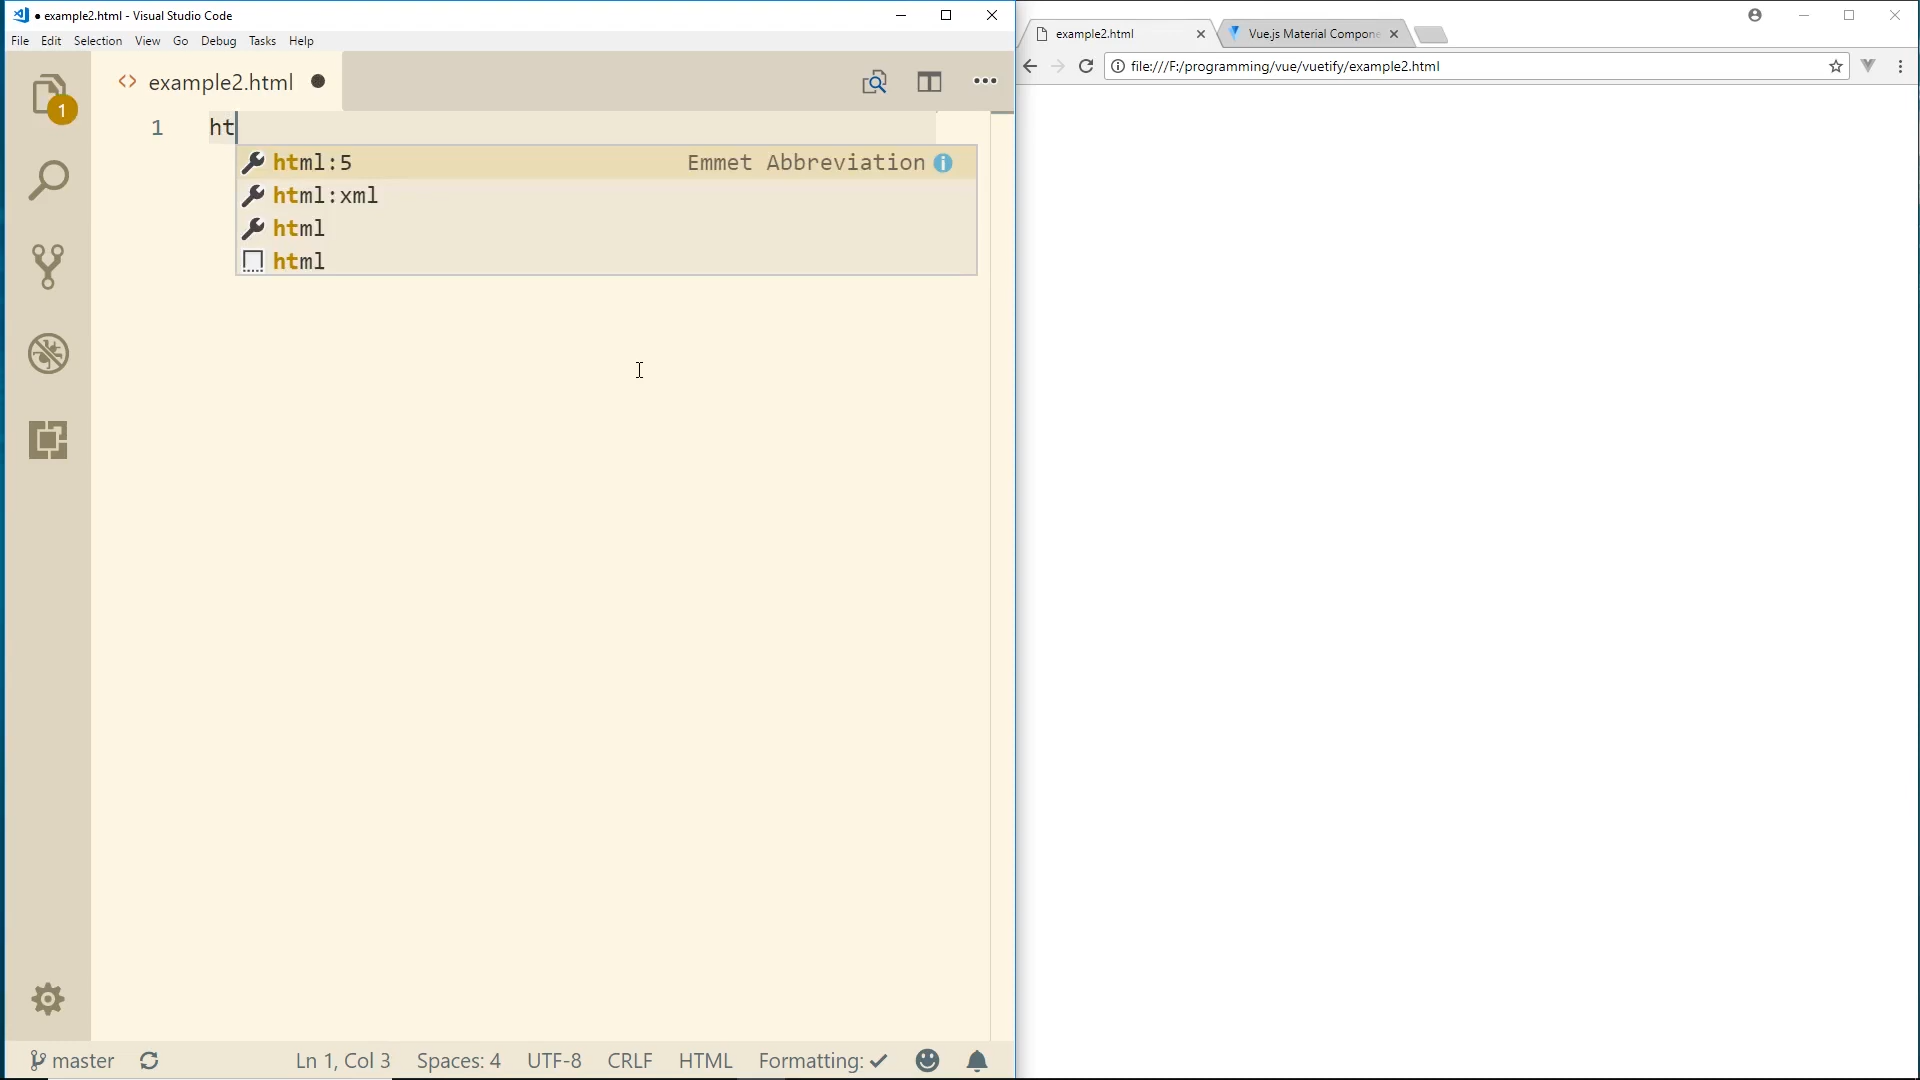 ● example2.html - Visual Studio Code
File Edit Selection View Go Debug Tasks Help
1
<> example2.html ●
1 ht
html:5 Emmet Abbreviation i
html:xml
html
html
master Ln 1, Col 3 Spaces: 4 UTF-8 CRLF HTML Formatting: ✓
example2.html
Vue.js Material Compone
file:///F:/programming/vue/vuetify/example2.html